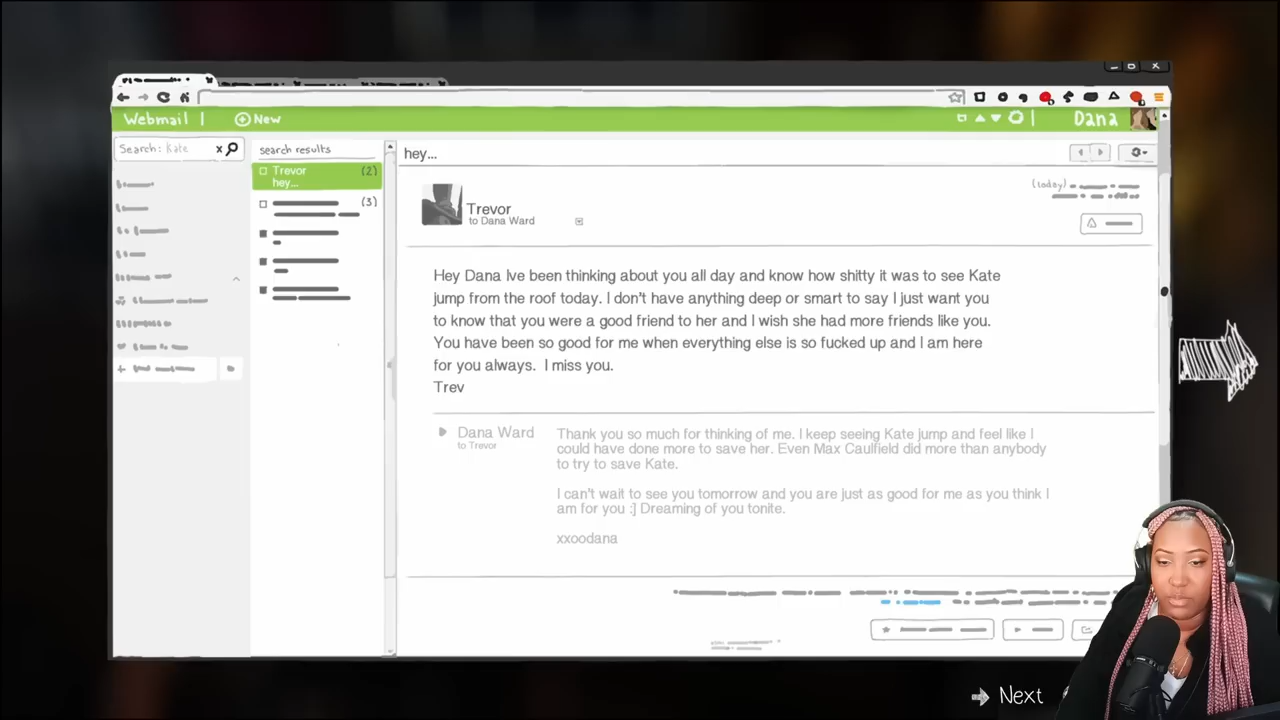 Webmail
New
Dana
Search: Kate
x
search results
hey...
Trevor
(2)
hey...
(today)
Trevor
to Dana Ward
(3)
Hey Dana Ive been thinking about you all day and know how shitty it was to see Kate
jump from the roof today. I don't have anything deep or smart to say I just want you
to know that you were a good friend to her and I wish she had more friends like you.
You have been so good for me when everything else is so fucked up and I am here
for you always. I miss you.
Trev
Dana Ward
to Trevor
Thank you so much for thinking of me. I keep seeing Kate jump and feel like I
could have done more to save her. Even Max Caulfield did more than anybody
to try to save Kate.
I can't wait to see you tomorrow and you are just as good for me as you think I
am for you :] Dreaming of you tonite.
xxoodana
Next